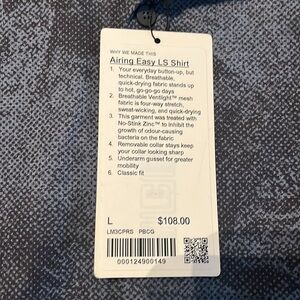 WHY WE MADE THIS
Airing Easy LS Shirt
1. Your everyday button-up, but
technical. Breathable,
quick-drying fabric stands up
to hot, go-go-go days
2. Breathable Ventlight™ mesh
fabric is four-way stretch,
sweat-wicking, and quick-drying
3. This garment was treated with
No-Stink Zinc™ to inhibit the
growth of odour-causing
bacteria on the fabric
4. Removable collar stays keep
your collar looking sharp
5. Underarm gusset for greater
mobility
6. Classic fit
L $108.00
LM3CPRS PBCG
000124900149